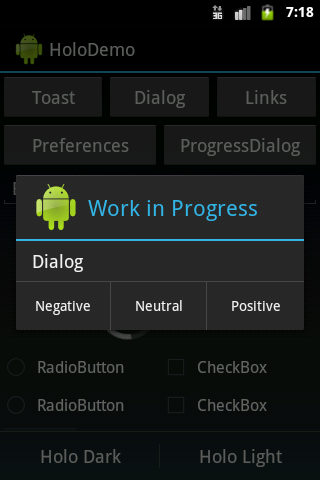 3G 7:18
HoloDemo
Toast Dialog Links
Preferences ProgressDialog
Work in Progress
Dialog
Negative Neutral Positive
RadioButton CheckBox
RadioButton CheckBox
Holo Dark Holo Light